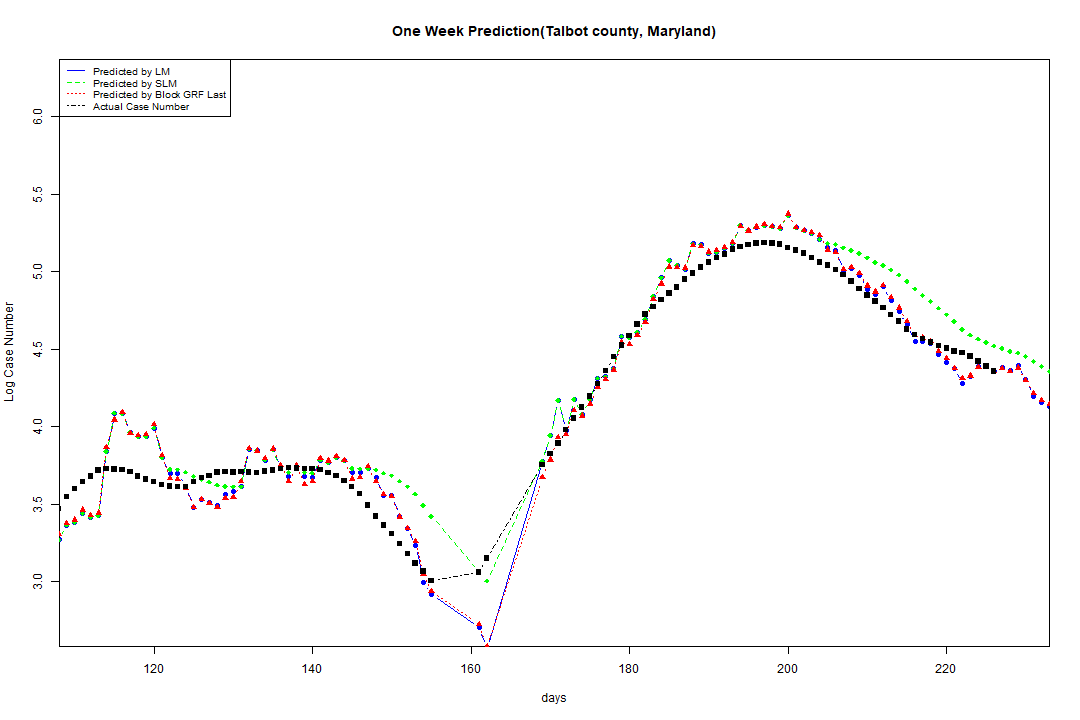 One Week Prediction(Talbot county, Maryland)
Predicted by LM
Predicted by SLM
Predicted by Block GRF Last
Actual Case Number
6.0
5.5
5.0
4.5
4.0
3.5
3.0
Log Case Number
120 140 160 180 200 220
days